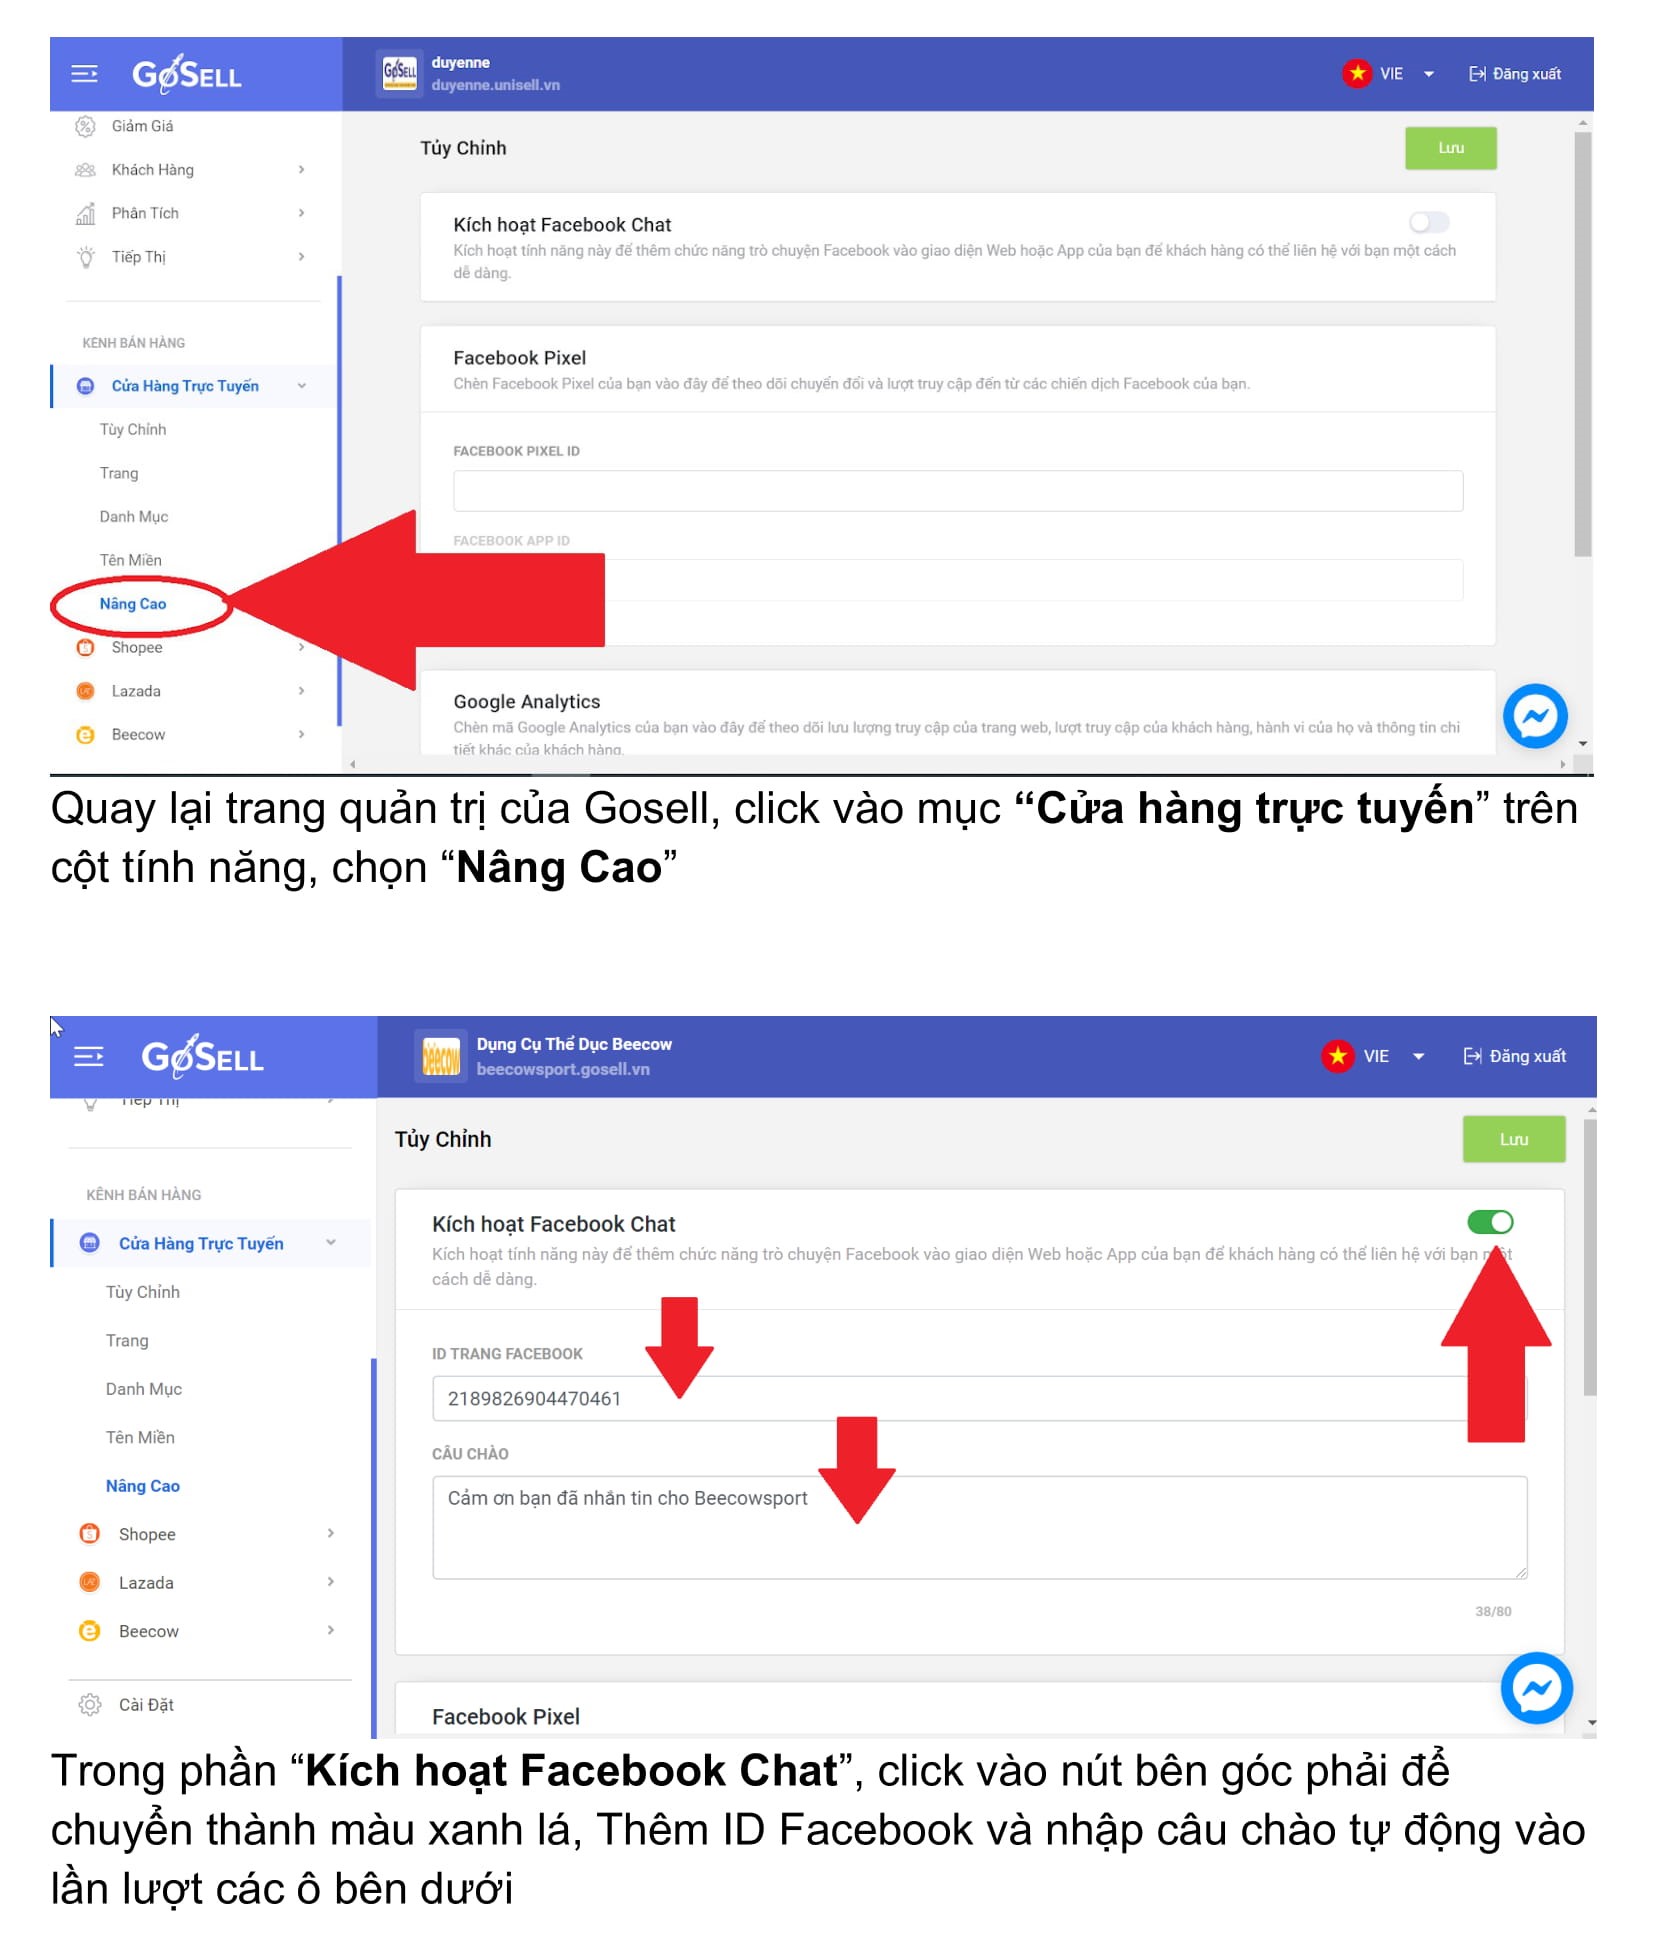 GoSELL
duyenne
duyenne.unisell.vn
VIE
Đăng xuất
Giảm Giá
Khách Hàng
Phân Tích
Tiếp Thị
KÊNH BÁN HÀNG
Cửa Hàng Trực Tuyến
Tùy Chỉnh
Trang
Danh Mục
Tên Miền
Nâng Cao
Shopee
Lazada
Beecow
Tủy Chỉnh
Lưu
Kích hoạt Facebook Chat
Kích hoạt tính năng này để thêm chức năng trò chuyện Facebook vào giao diện Web hoặc App của bạn để khách hàng có thể liên hệ với bạn một cách
dễ dàng.
Facebook Pixel
Chèn Facebook Pixel của bạn vào đây để theo dõi chuyển đổi và lượt truy cập đến từ các chiến dịch Facebook của bạn.
FACEBOOK PIXEL ID
FACEBOOK APP ID
Google Analytics
Chèn mã Google Analytics của bạn vào đây để theo dõi lưu lượng truy cập của trang web, lượt truy cập của khách hàng, hành vi của họ và thông tin chi
tiết khác của khách hàng.
Quay lại trang quản trị của Gosell, click vào mục “Cửa hàng trực tuyến” trên
cột tính năng, chọn “Nâng Cao”
GoSELL
beecow
Dụng Cụ Thể Dục Beecow
beecowsport.gosell.vn
VIE
Đăng xuất
Tiếp Thị
KÊNH BÁN HÀNG
Cửa Hàng Trực Tuyến
Tùy Chỉnh
Trang
Danh Mục
Tên Miền
Nâng Cao
Shopee
Lazada
Beecow
Cài Đặt
Tủy Chỉnh
Lưu
Kích hoạt Facebook Chat
Kích hoạt tính năng này để thêm chức năng trò chuyện Facebook vào giao diện Web hoặc App của bạn để khách hàng có thể liên hệ với bạn một
cách dễ dàng.
ID TRANG FACEBOOK
2189826904470461
CÂU CHÀO
Cảm ơn bạn đã nhắn tin cho Beecowsport
38/80
Facebook Pixel
Trong phần “Kích hoạt Facebook Chat”, click vào nút bên góc phải để
chuyển thành màu xanh lá, Thêm ID Facebook và nhập câu chào tự động vào
lần lượt các ô bên dưới